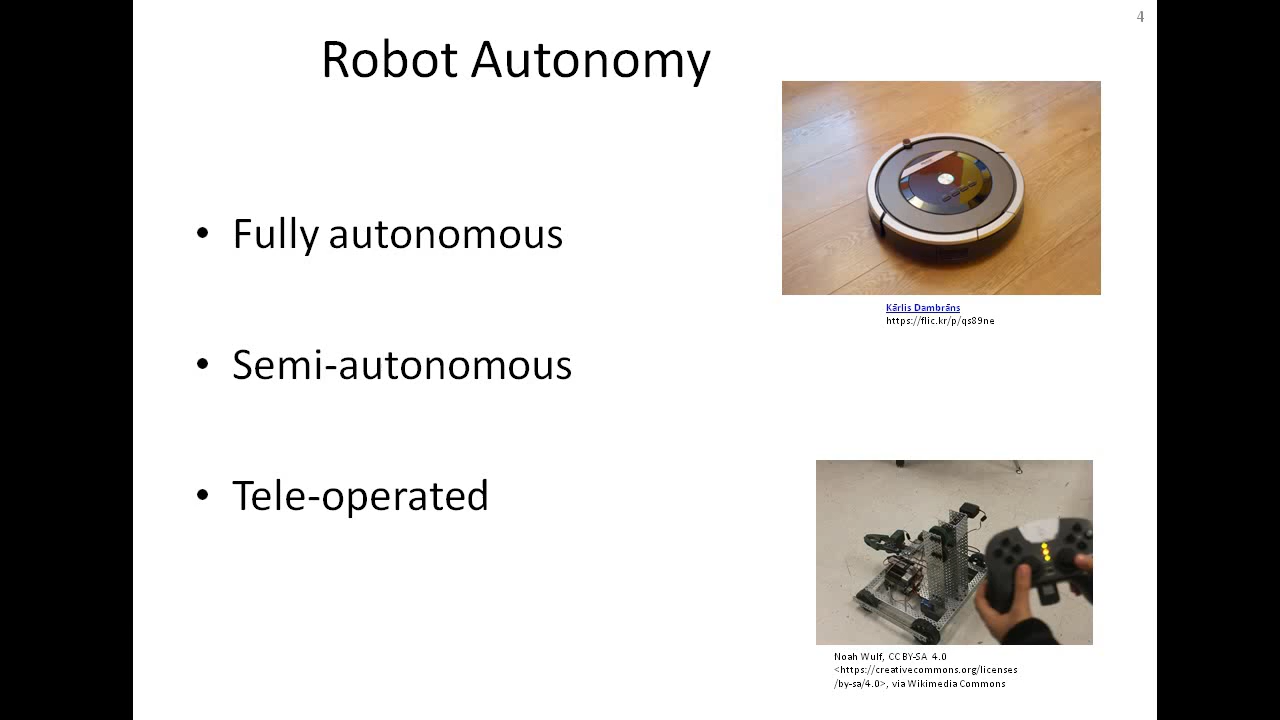 4
Robot Autonomy
• Fully autonomous
• Semi-autonomous
• Tele-operated
Kārlis Dambrāns
https://flic.kr/p/qs89ne
Noah Wulf, CC BY-SA 4.0
<https://creativecommons.org/licenses
/by-sa/4.0>, via Wikimedia Commons